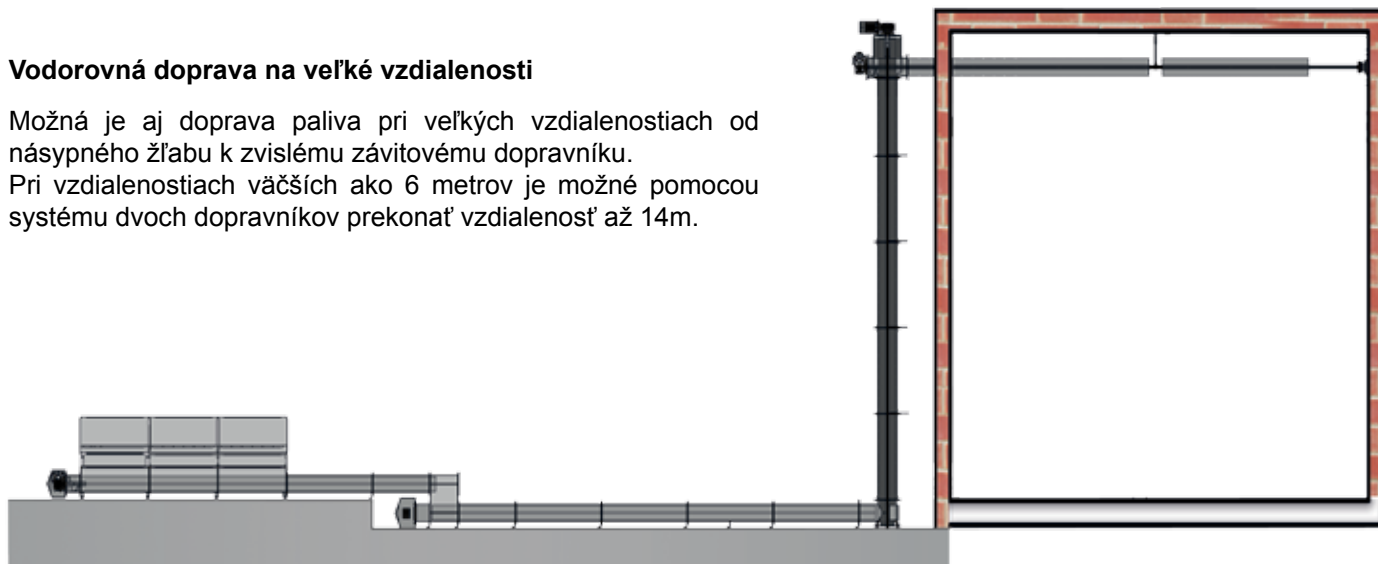 Vodorovná doprava na veľké vzdialenosti
Možná je aj doprava paliva pri veľkých vzdialenostiach od
násypného žľabu k zvislému závitovému dopravníku.
Pri vzdialenostiach väčších ako 6 metrov je možné pomocou
systému dvoch dopravníkov prekonať vzdialenosť až 14m.